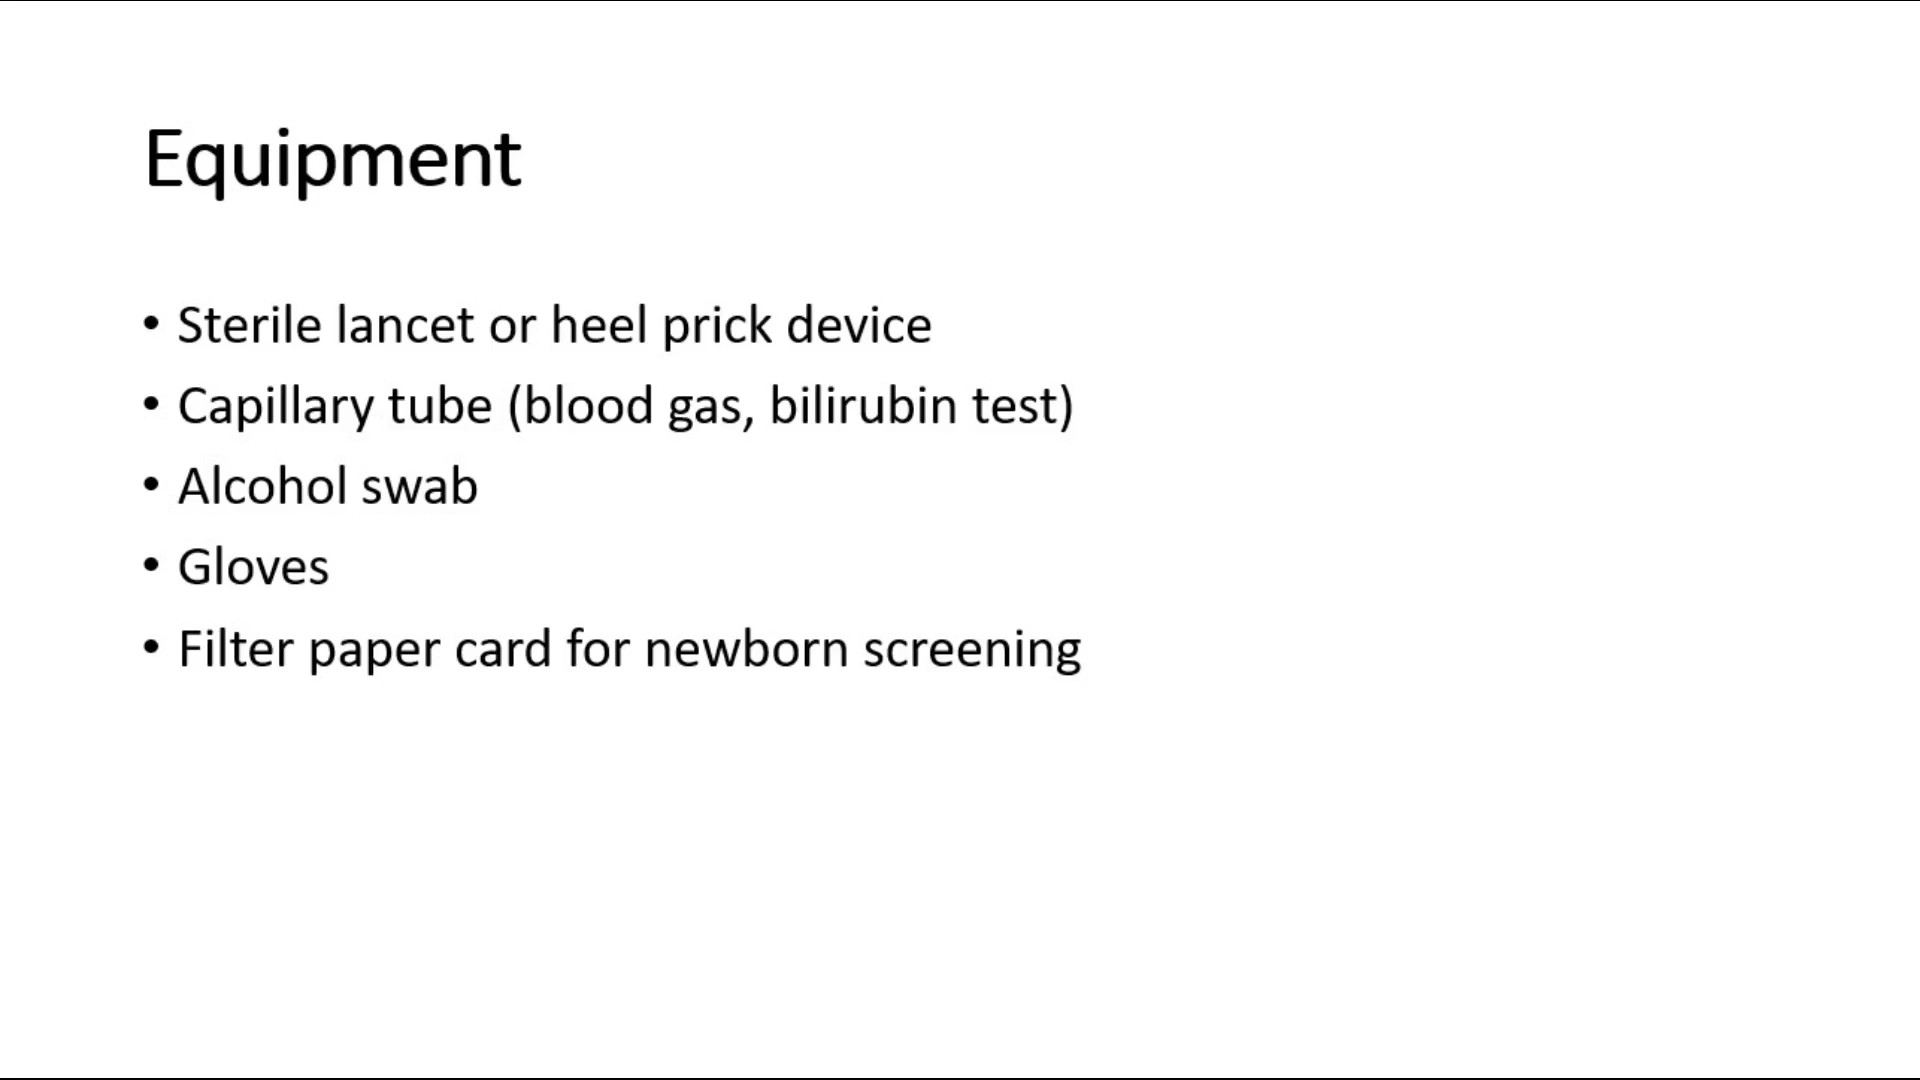 Equipment
• Sterile lancet or heel prick device
• Capillary tube (blood gas, bilirubin test)
• Alcohol swab
• Gloves
• Filter paper card for newborn screening